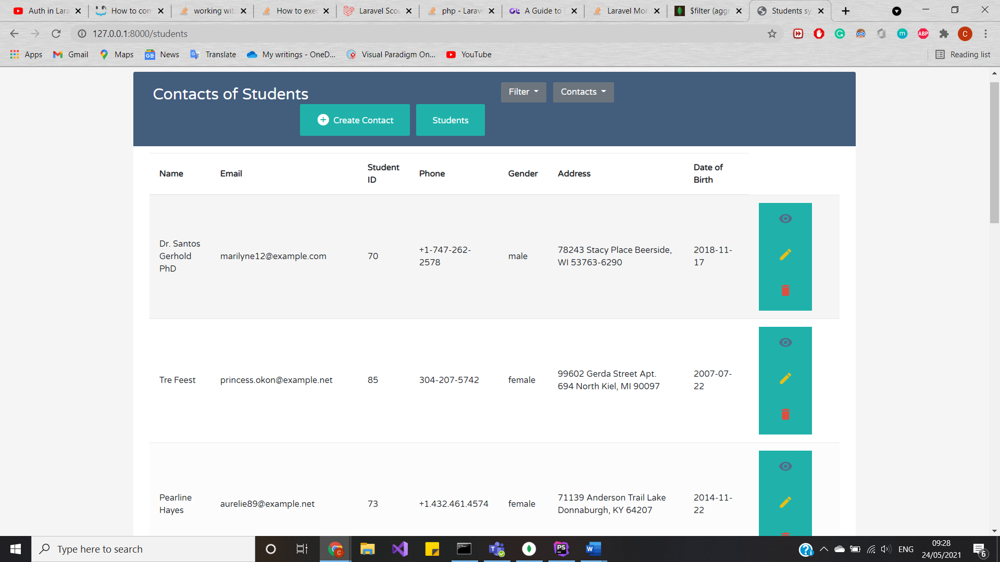 Auth in Lara
How to con
working wit
How to exe
Laravel Scou
php - Larave
A Guide to
Laravel Mon
$filter (aggr
Students sy
127.0.0.1:8000/students
ABP
C
Apps
Gmail
Maps
News
Translate
My writings - OneD...
Visual Paradigm On...
YouTube
Reading list
Contacts of Students
Filter
Contacts
Create Contact
Students
Name
Email
Student
ID
Phone
Gender
Address
Date of
Birth
Dr. Santos
Gerhold
PhD
marilyne12@example.com
70
+1-747-262-
2578
male
78243 Stacy Place Beerside,
WI 53763-6290
2018-11-
17
Tre Feest
princess.okon@example.net
85
304-207-5742
female
99602 Gerda Street Apt.
694 North Kiel, MI 90097
2007-07-
22
Pearline
Hayes
aurelie89@example.net
73
+1.432.461.4574
female
71139 Anderson Trail Lake
Donnaburgh, KY 64207
2014-11-
22
Type here to search
ENG
09:28
24/05/2021
6